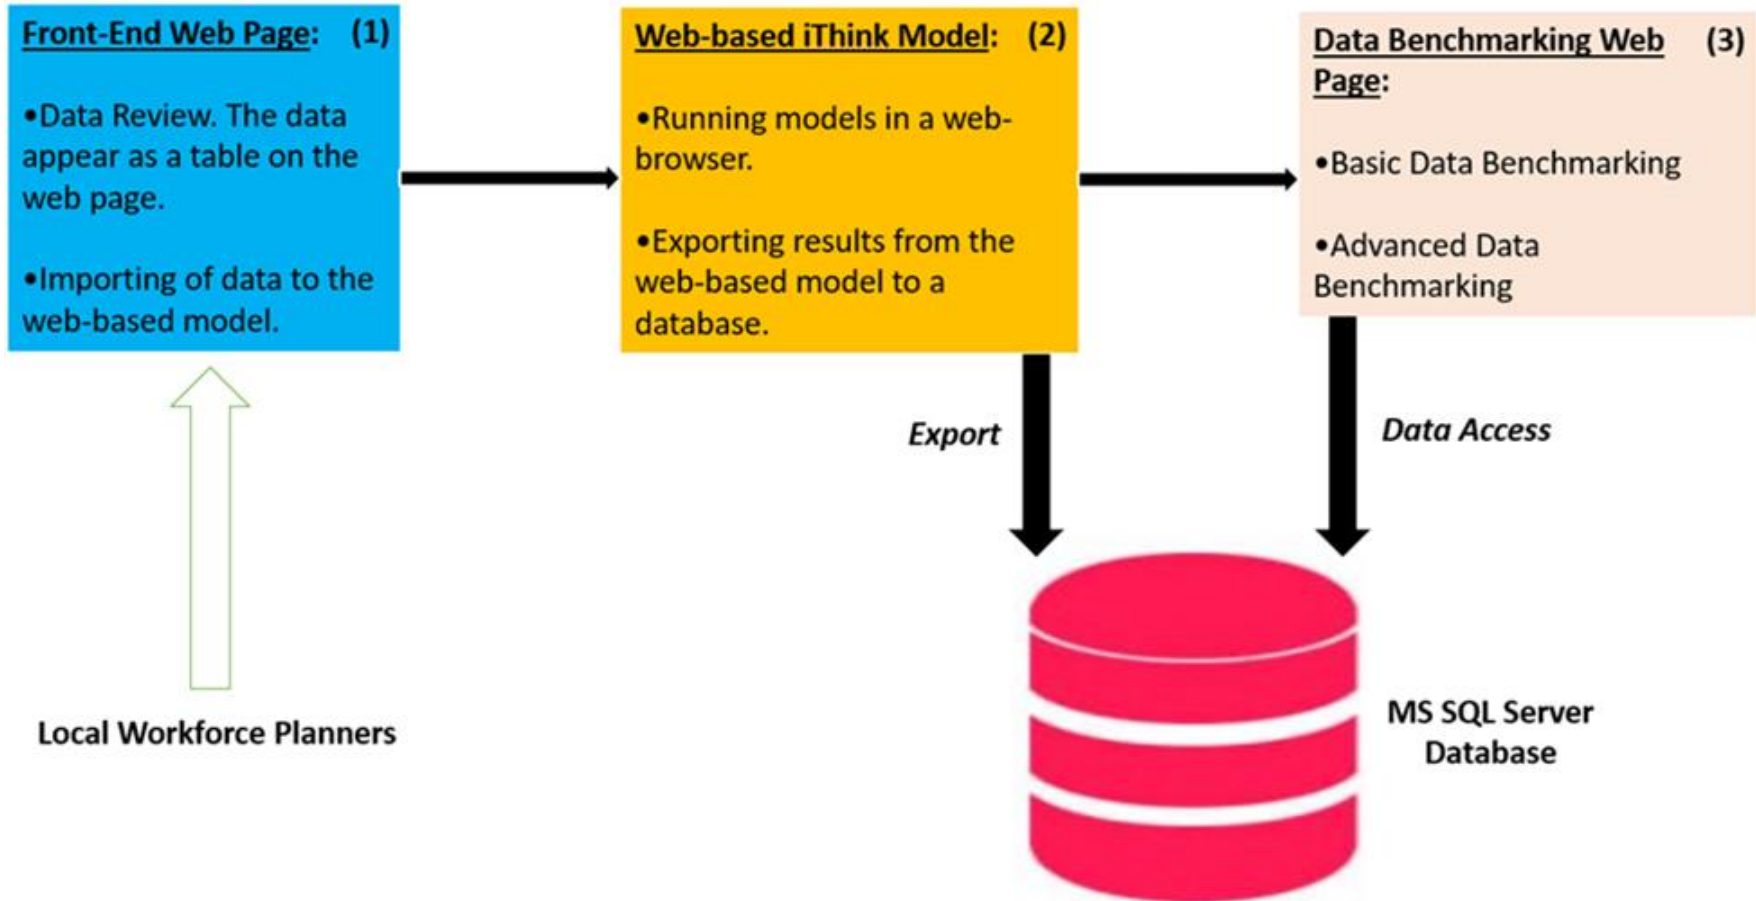 Front-End Web Page: (1)
•Data Review. The data
appear as a table on the
web page.
•Importing of data to the
web-based model.
Web-based iThink Model: (2)
•Running models in a web-
browser.
•Exporting results from the
web-based model to a
database.
Data Benchmarking Web (3)
Page:
•Basic Data Benchmarking
•Advanced Data
Benchmarking
Export
Data Access
Local Workforce Planners
MS SQL Server
Database